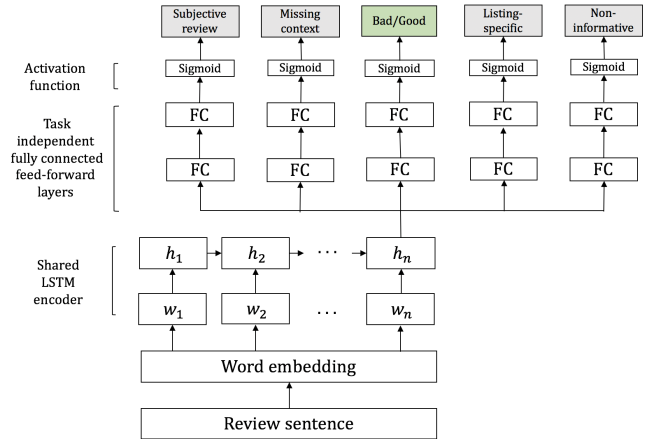 Subjective
review
Missing
context
Bad/Good
Listing-
specific
Non-
informative
Activation
function
Sigmoid
Sigmoid
Sigmoid
Sigmoid
Sigmoid
Task
independent
fully connected
feed-forward
layers
FC
FC
FC
FC
FC
FC
FC
FC
FC
FC
Shared
LSTM
encoder
h₁
h₂
· · ·
hₙ
w₁
w₂
. . .
wₙ
Word embedding
Review sentence